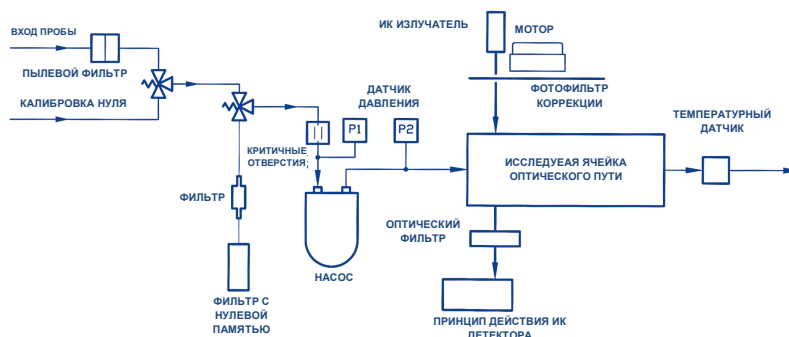 ВХОД ПРОБЫ
ПЫЛЕВОЙ ФИЛЬТР
КАЛИБРОВКА НУЛЯ
ФИЛЬТР
ФИЛЬТР С
НУЛЕВОЙ
ПАМЯТЬЮ
КРИТИЧНЫЕ
ОТВЕРСТИЯ;
ДАТЧИК
ДАВЛЕНИЯ
P1
P2
НАСОС
ИК ИЗЛУЧАТЕЛЬ
МОТОР
ФОТОФИЛЬТР
КОРРЕКЦИИ
ИССЛЕДУЕАЯ ЯЧЕЙКА
ОПТИЧЕСКОГО ПУТИ
ТЕМПЕРАТУРНЫЙ
ДАТЧИК
ОПТИЧЕСКИЙ
ФИЛЬТР
ПРИНЦИП ДЕЙСТВИЯ ИК
ДЕТЕКТОРА